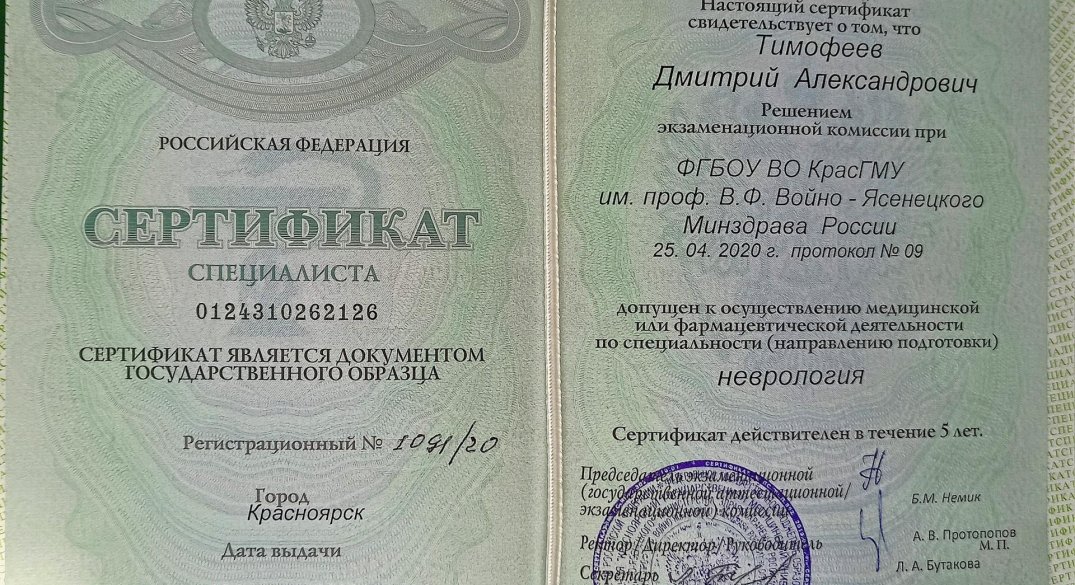 РОССИЙСКАЯ ФЕДЕРАЦИЯ
СЕРТИФИКАТ
СПЕЦИАЛИСТА
0124310262126
СЕРТИФИКАТ ЯВЛЯЕТСЯ ДОКУМЕНТОМ
ГОСУДАРСТВЕННОГО ОБРАЗЦА
Регистрационный № 1091/20
Город
Красноярск
Дата выдачи
Настоящий сертификат
свидетельствует о том, что
Тимофеев
Дмитрий Александрович
Решением
экзаменационной комиссии при
ФГБОУ ВО КрасГМУ
им. проф. В.Ф. Войно - Ясенецкого
Минздрава России
25. 04. 2020 г. протокол № 09
допущен к осуществлению медицинской
или фармацевтической деятельности
по специальности (направлению подготовки)
неврология
Сертификат действителен в течение 5 лет.
Председатель экзаменационной
(государственной аттестационной/
экзаменационной) комиссии
Б.М. Немик
Ректор/Директор/Руководитель
А. В. Протопопов
М. П.
Секретарь
Л. А. Бутакова